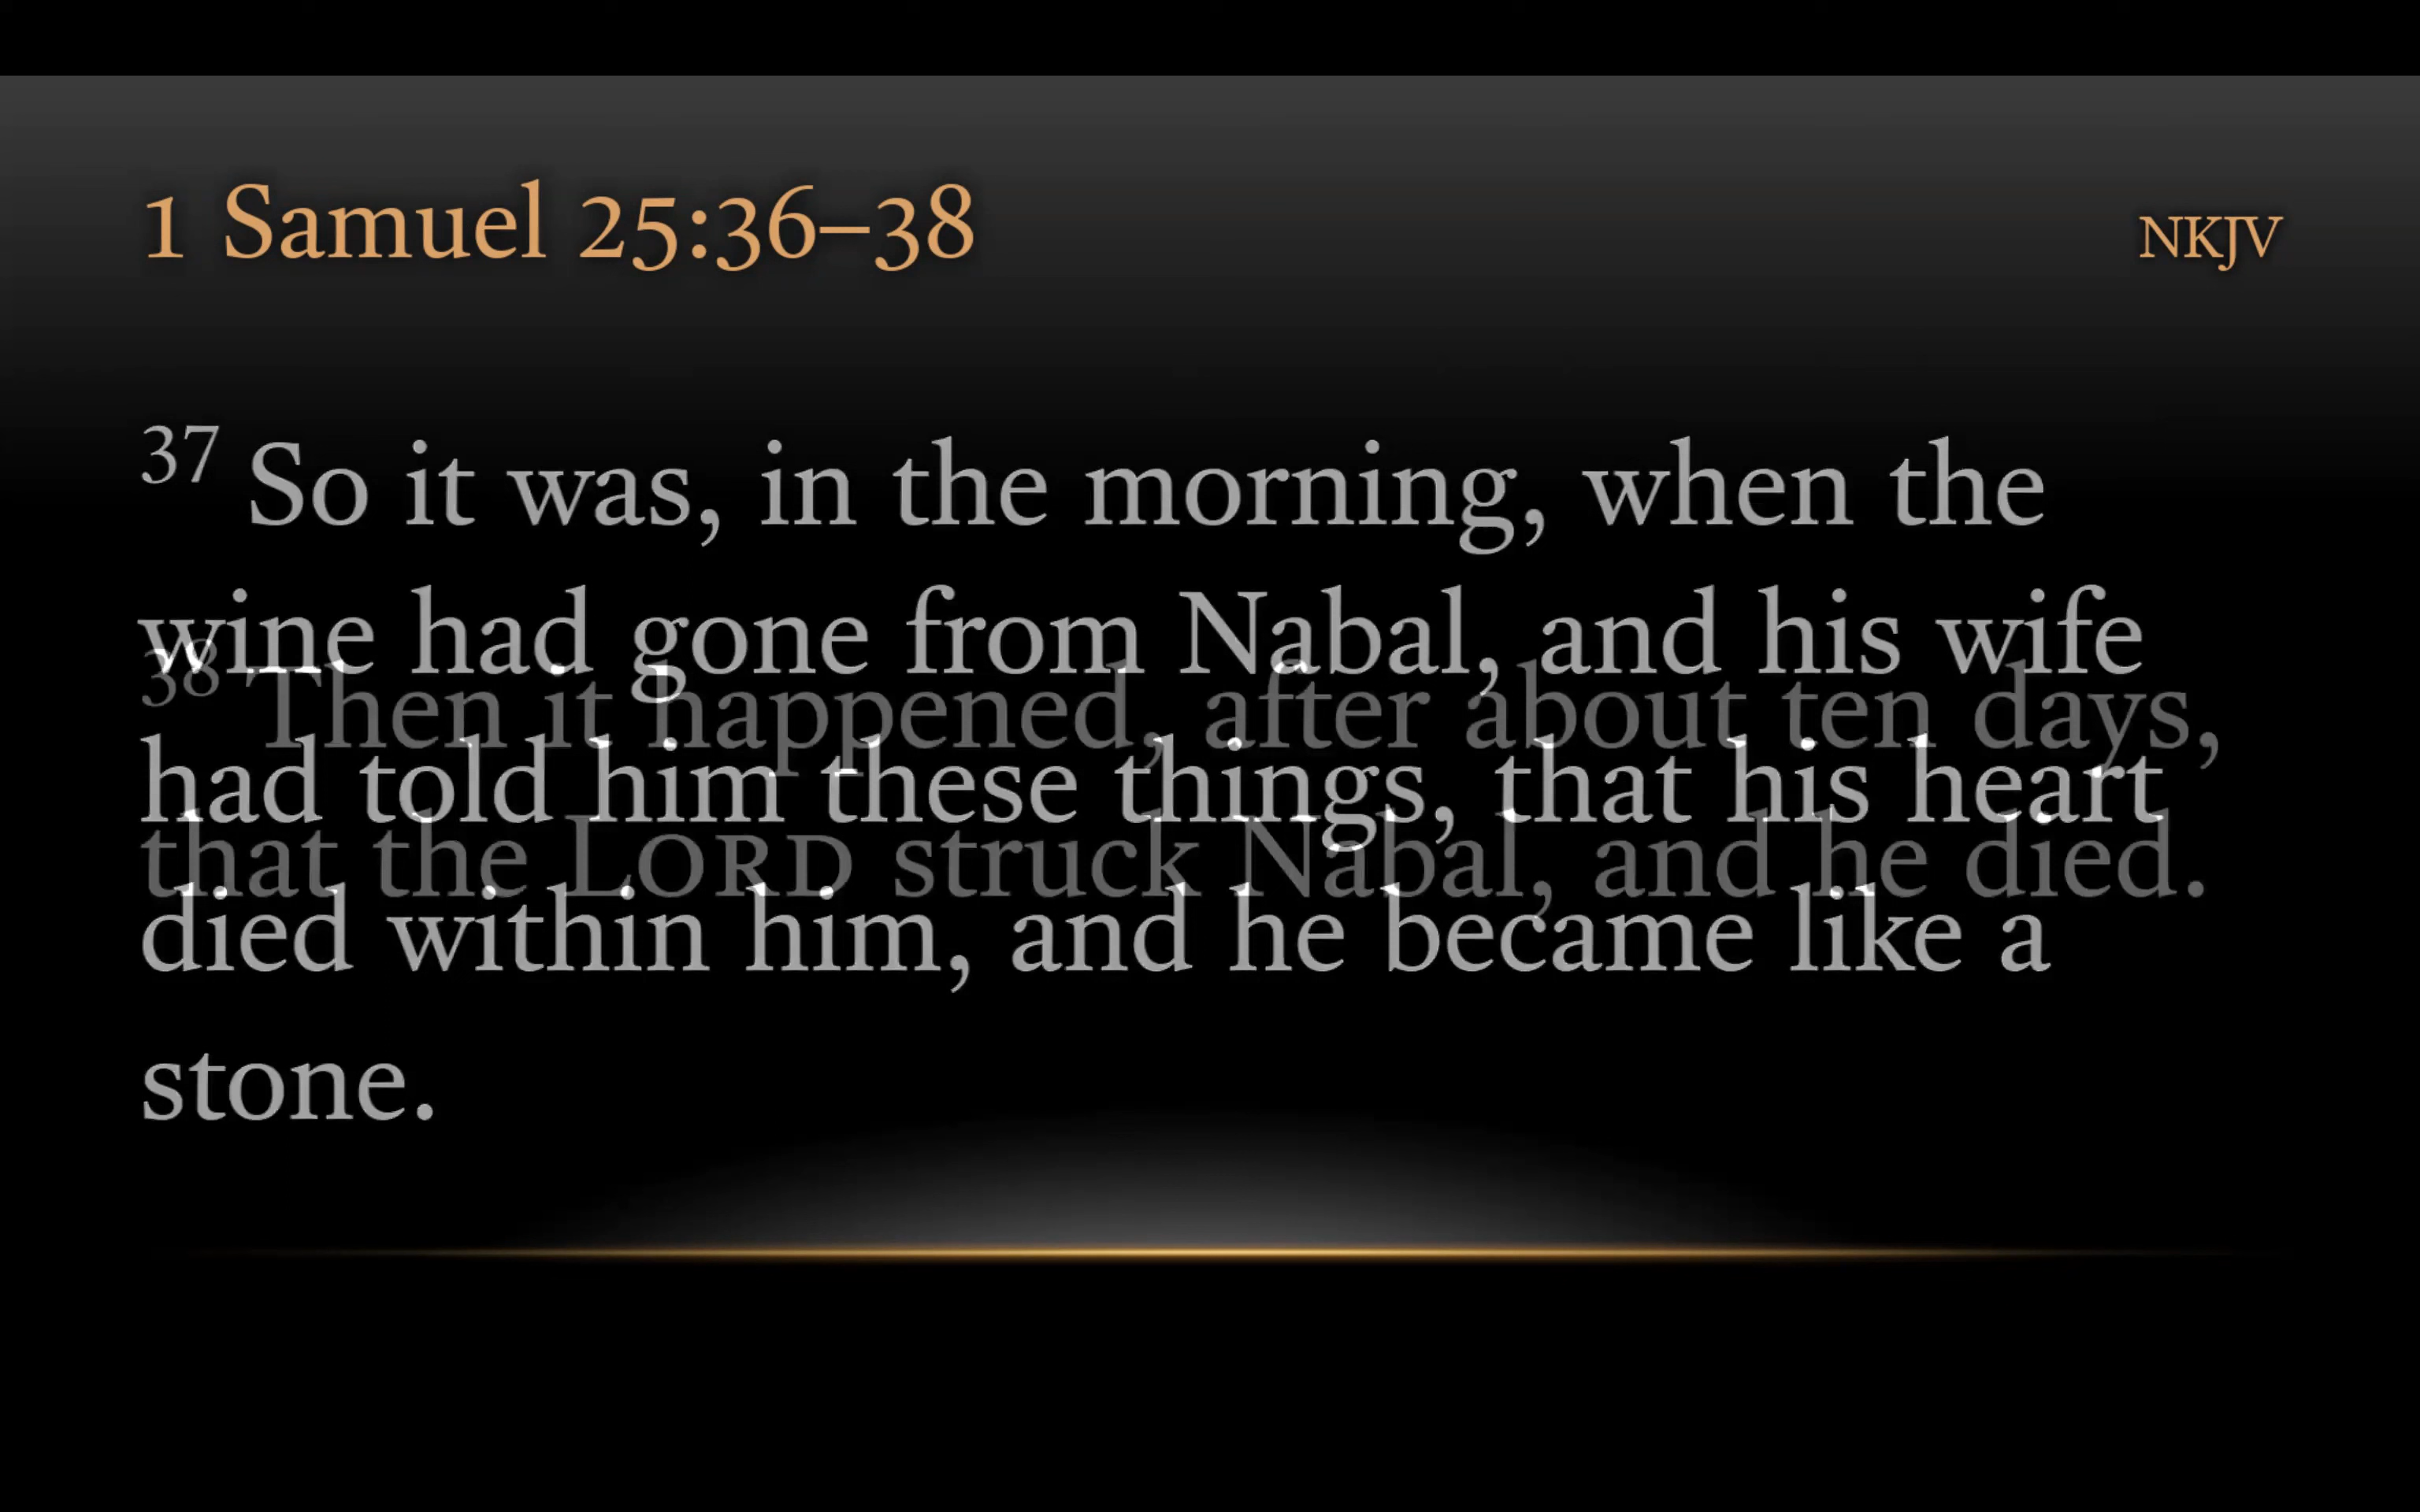 1 Samuel 25:36–38
NKJV
37 So it was, in the morning, when the
wine had gone from Nabal, and his wife
had told him these things, that his heart
died within him, and he became like a
stone.
38 Then it happened, after about ten days,
that the LORD struck Nabal, and he died.